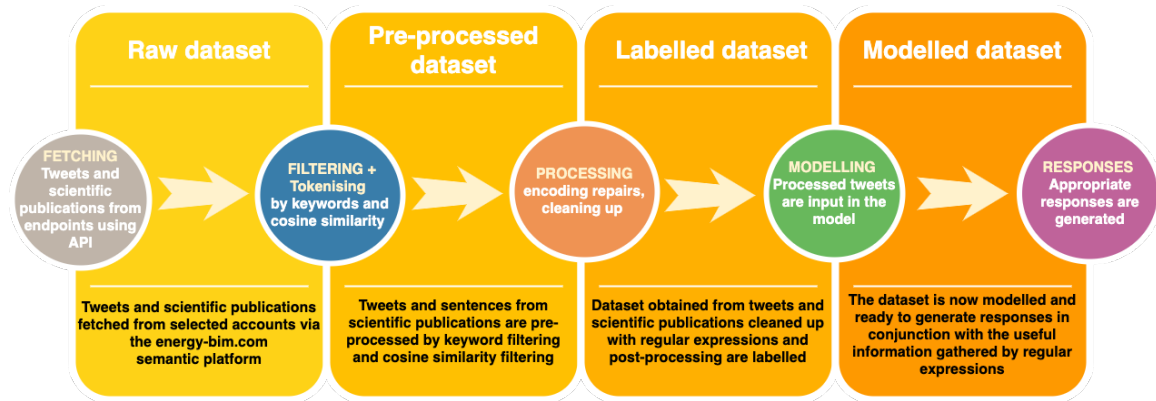 Raw dataset
Pre-processed
dataset
Labelled dataset
Modelled dataset
FETCHING
Tweets and
scientific
publications from
endpoints using
API
FILTERING +
Tokenising
by keywords and
cosine similarity
PROCESSING
encoding repairs,
cleaning up
MODELLING
Processed tweets
are input in the
model
RESPONSES
Appropriate
responses are
generated
Tweets and scientific publications
fetched from selected accounts via
the energy-bim.com
semantic platform
Tweets and sentences from
scientific publications are pre-
processed by keyword filtering
and cosine similarity filtering
Dataset obtained from tweets and
scientific publications cleaned up
with regular expressions and
post-processing are labelled
The dataset is now modelled and
ready to generate responses in
conjunction with the useful
information gathered by regular
expressions